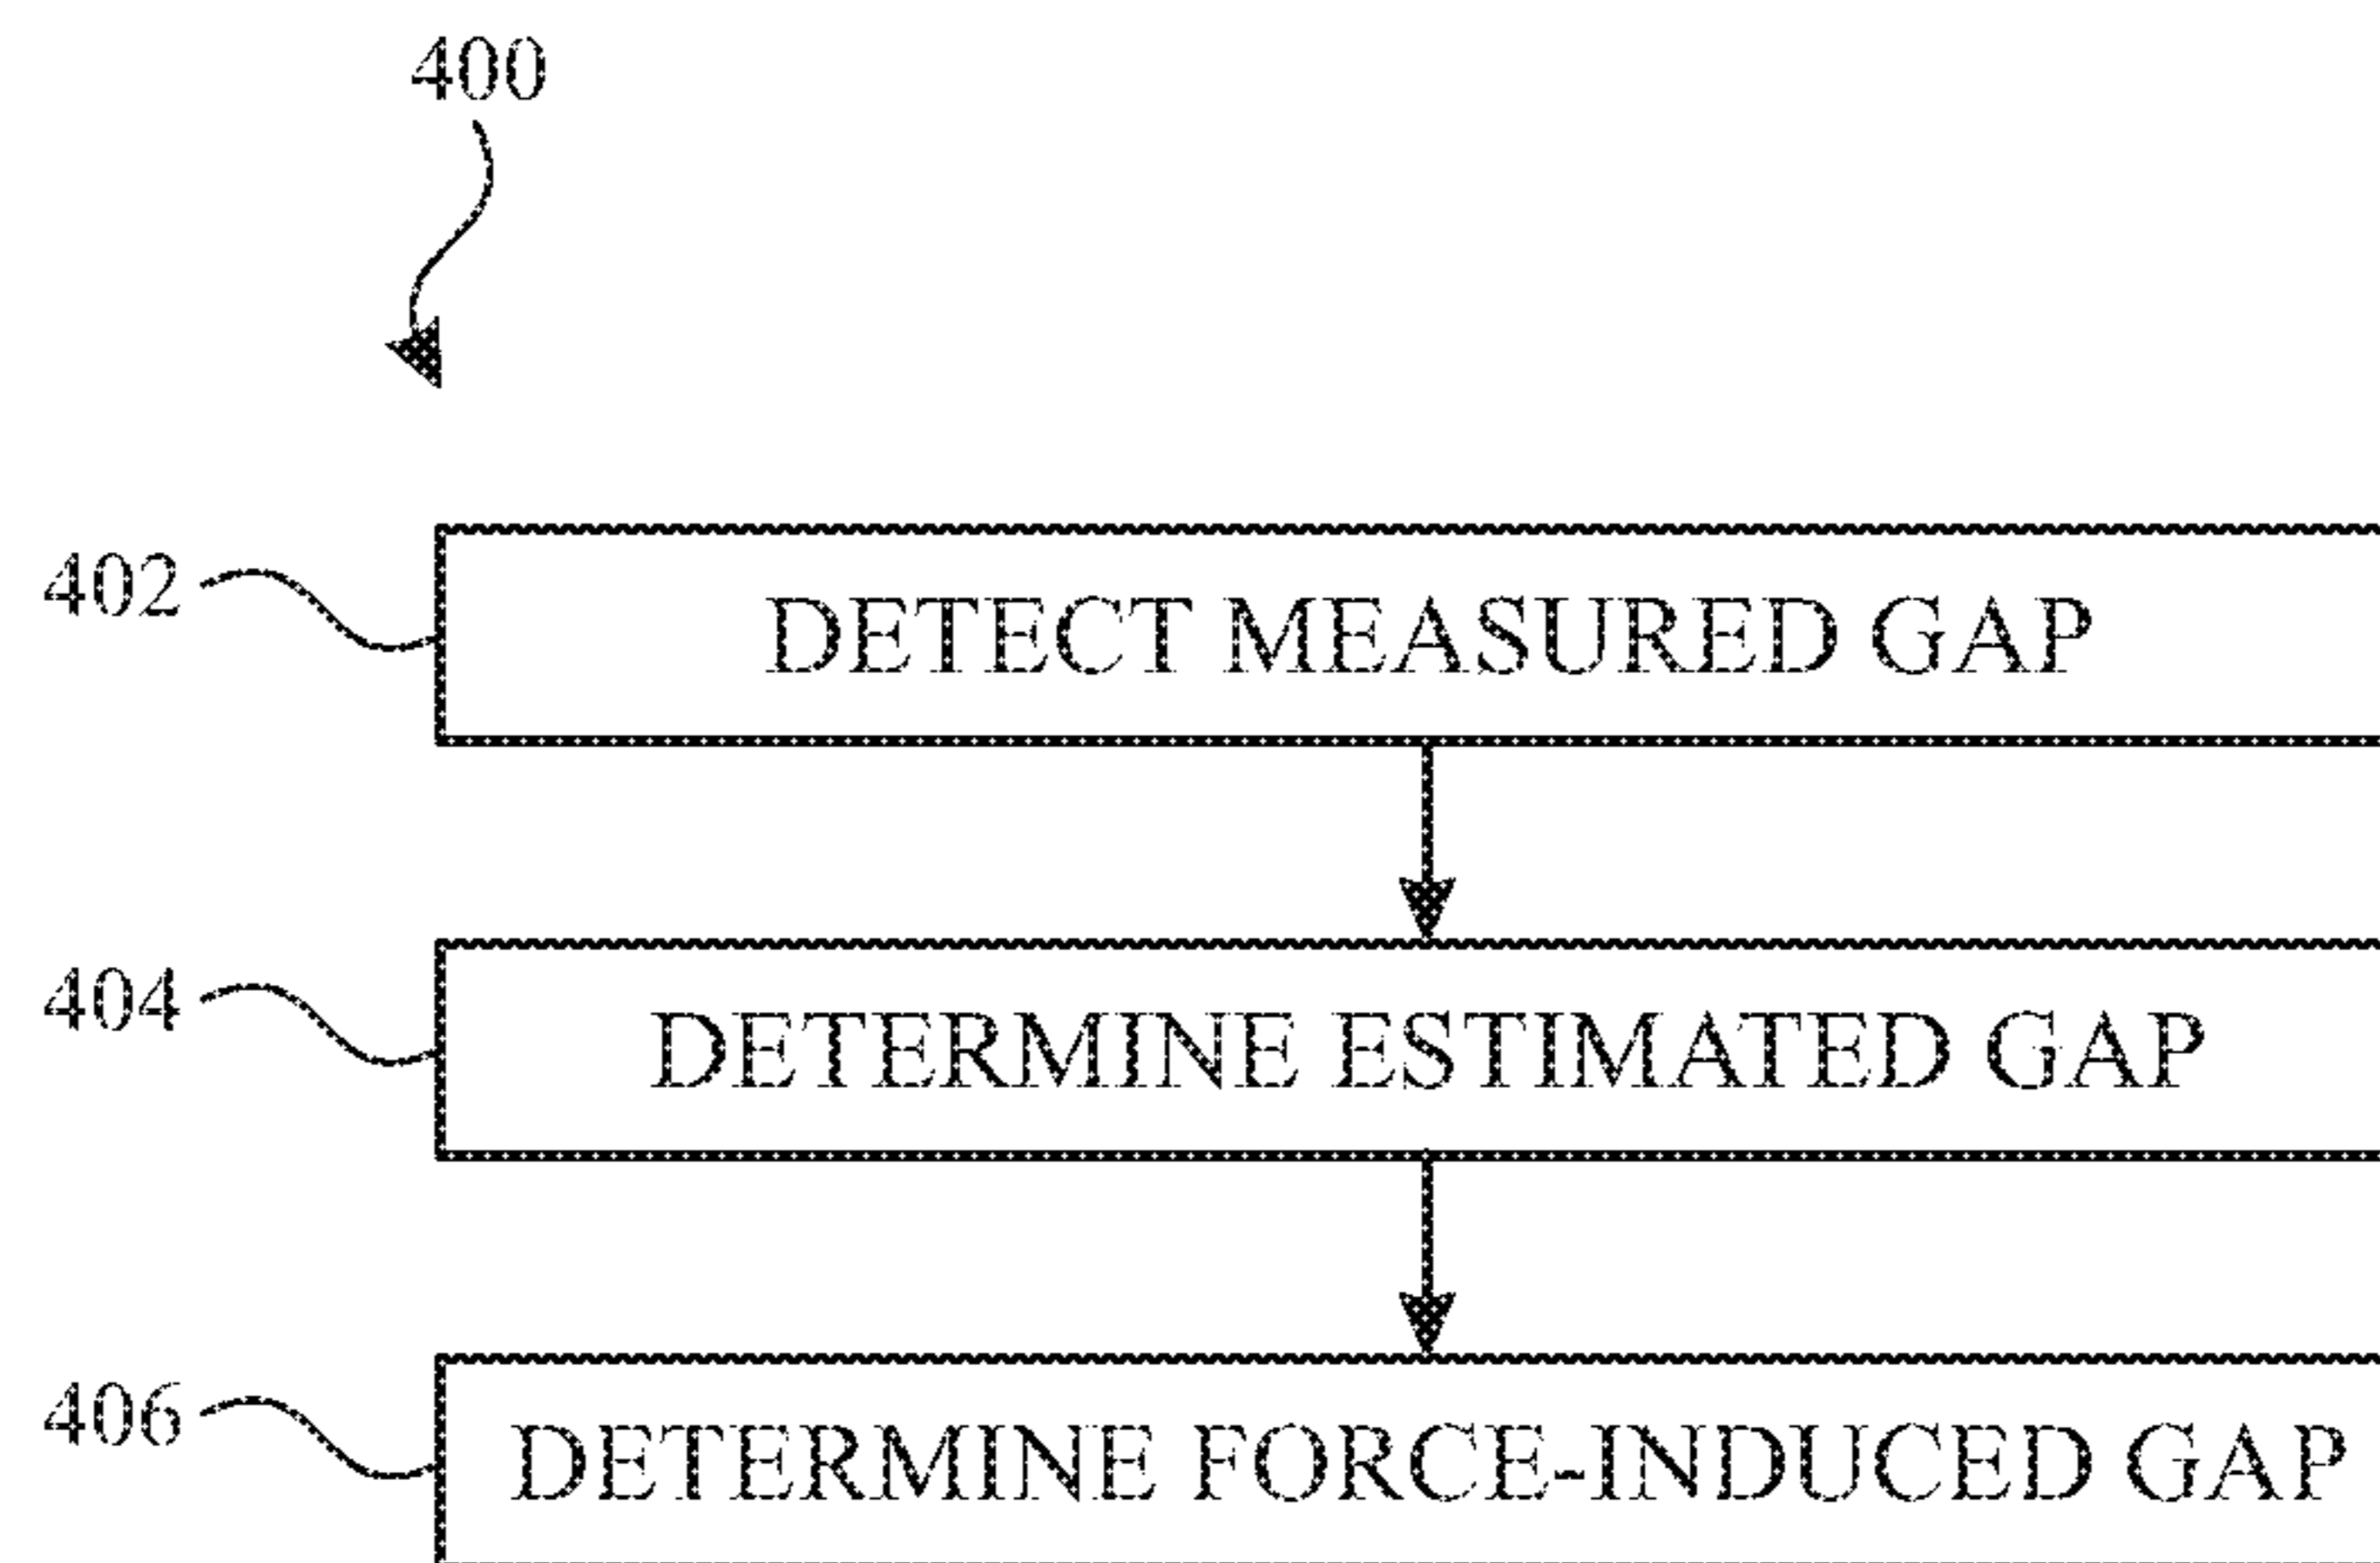 400
402
DETECT MEASURED GAP
404
DETERMINE ESTIMATED GAP
406
DETERMINE FORCE-INDUCED GAP